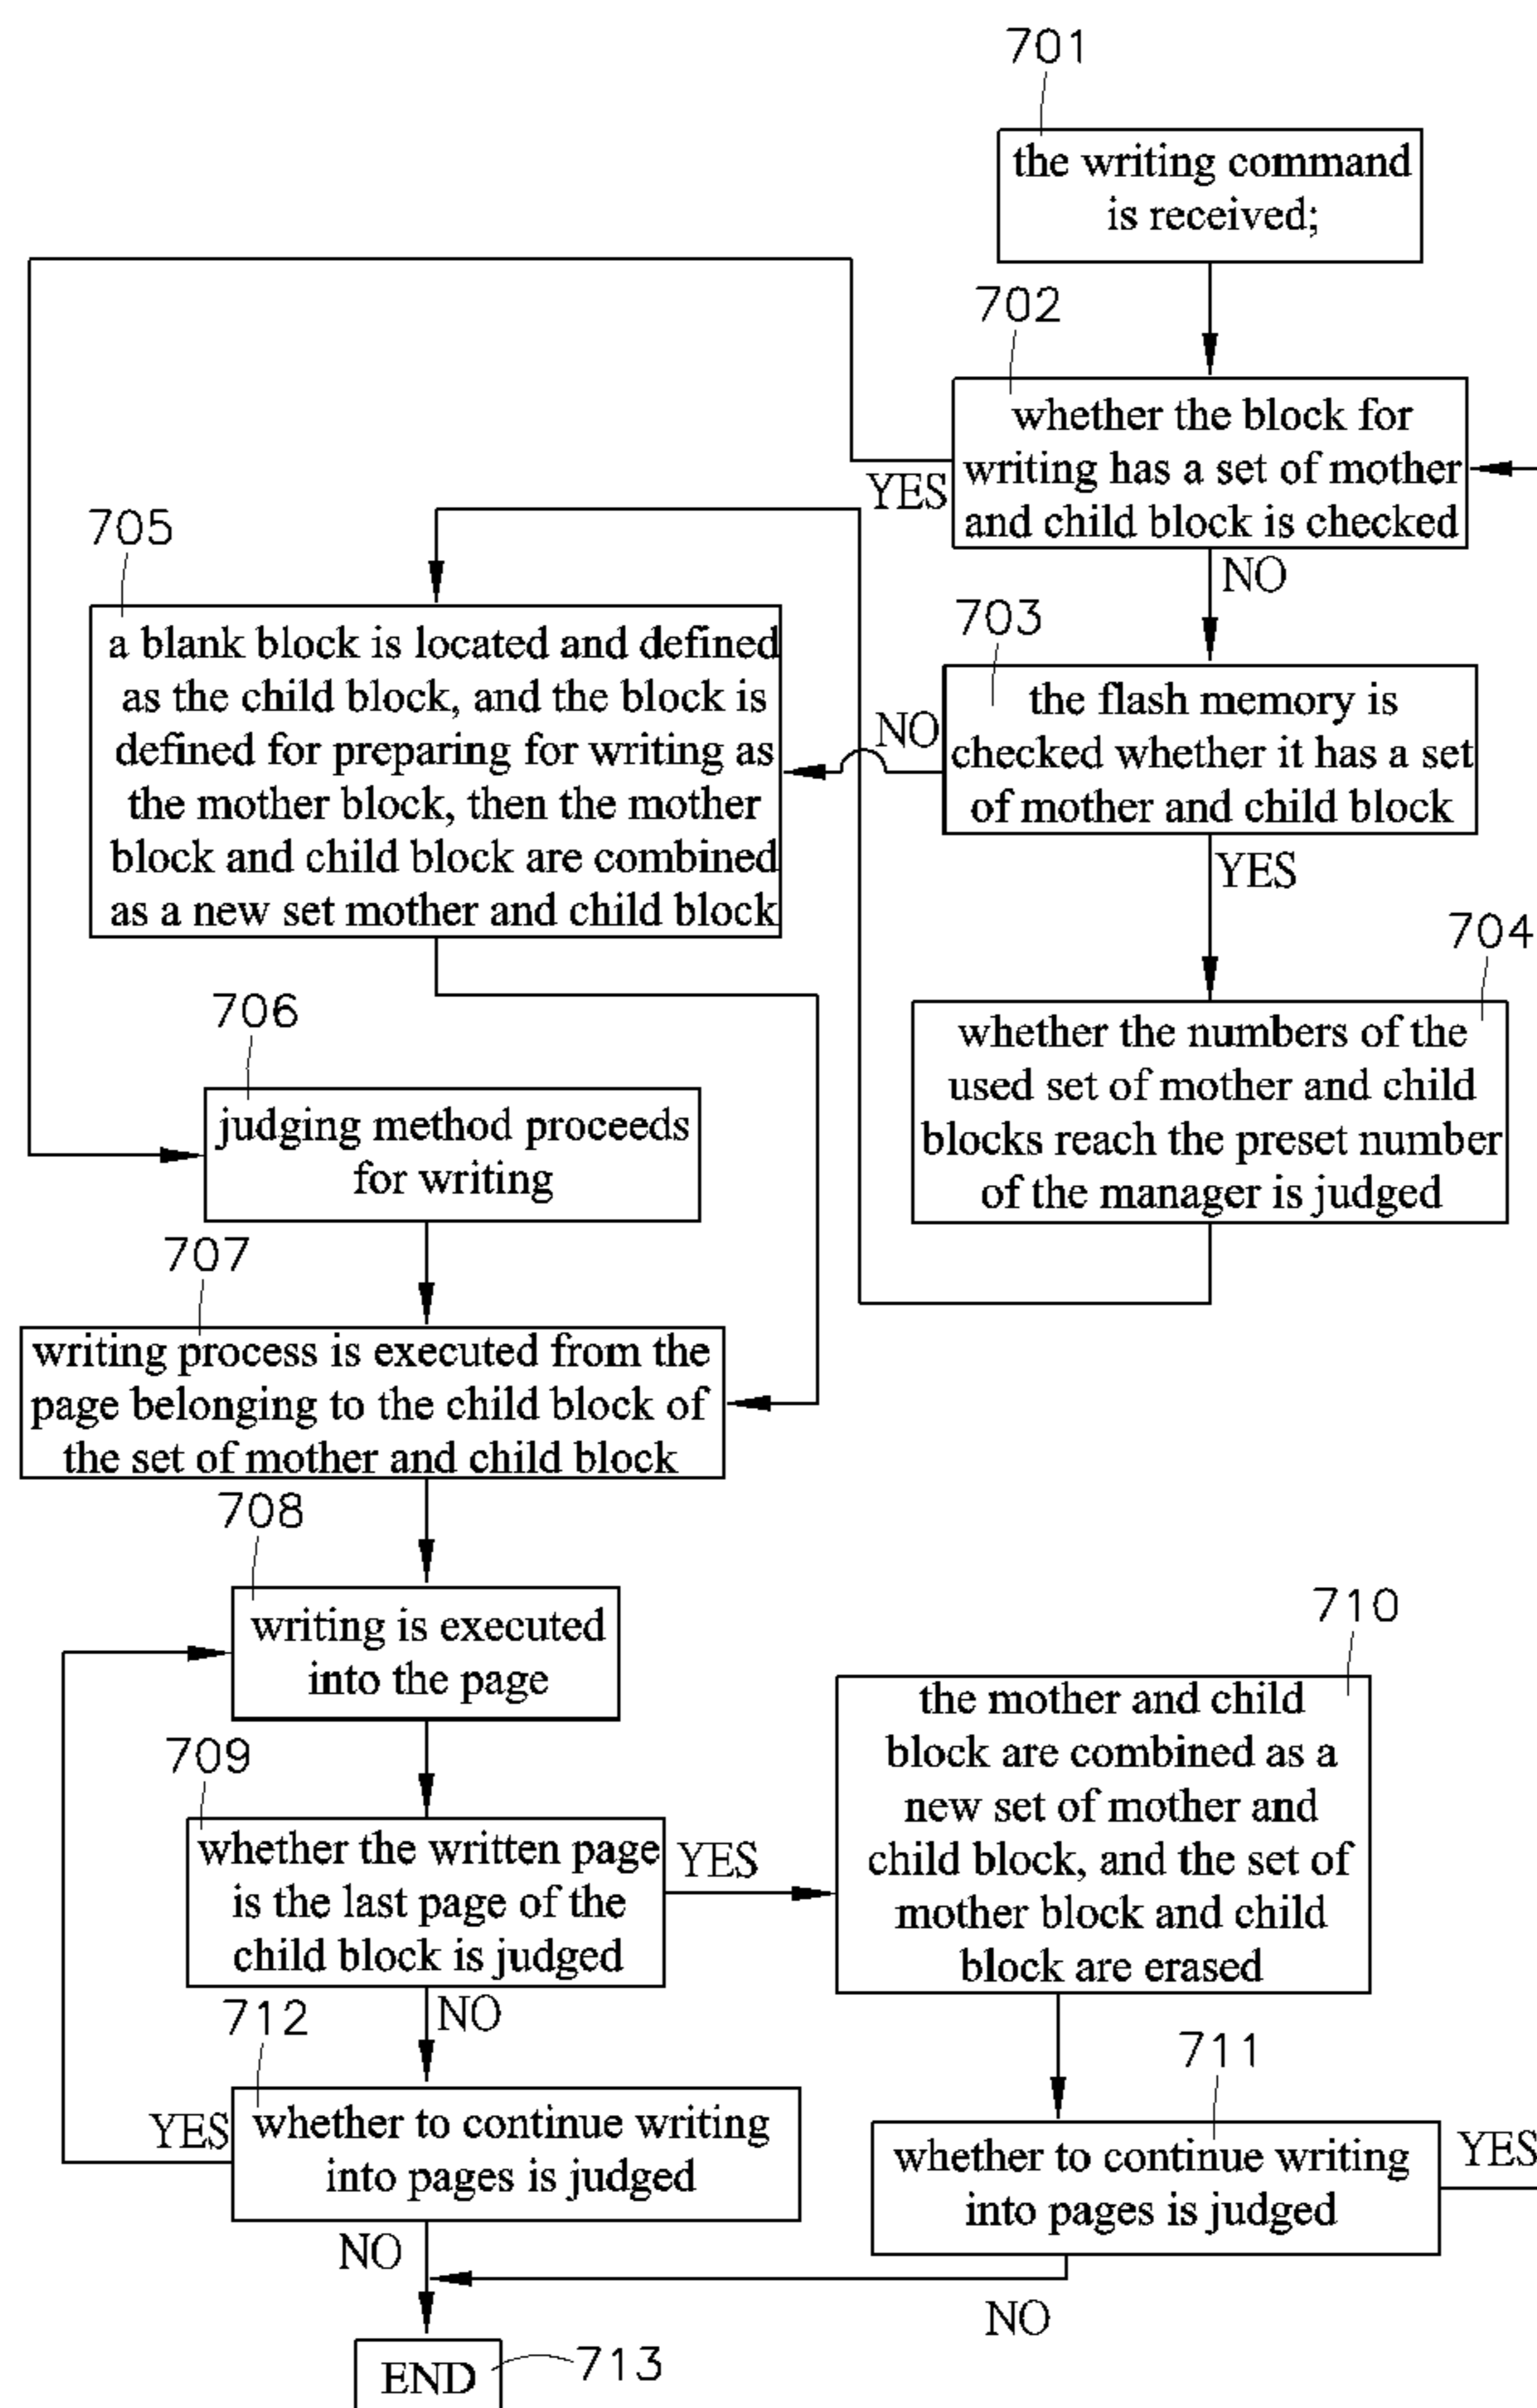 701
the writing command
is received;
702
whether the block for
writing has a set of mother
and child block is checked
YES
NO
703
the flash memory is
checked whether it has a set
of mother and child block
NO
YES
704
whether the numbers of the
used set of mother and child
blocks reach the preset number
of the manager is judged
705
a blank block is located and defined
as the child block, and the block is
defined for preparing for writing as
the mother block, then the mother
block and child block are combined
as a new set mother and child block
706
judging method proceeds
for writing
707
writing process is executed from the
page belonging to the child block of
the set of mother and child block
708
writing is executed
into the page
709
whether the written page
is the last page of the
child block is judged
YES
NO
710
the mother and child
block are combined as a
new set of mother and
child block, and the set of
mother block and child
block are erased
711
whether to continue writing
into pages is judged
YES
NO
712
whether to continue writing
into pages is judged
YES
NO
END
713